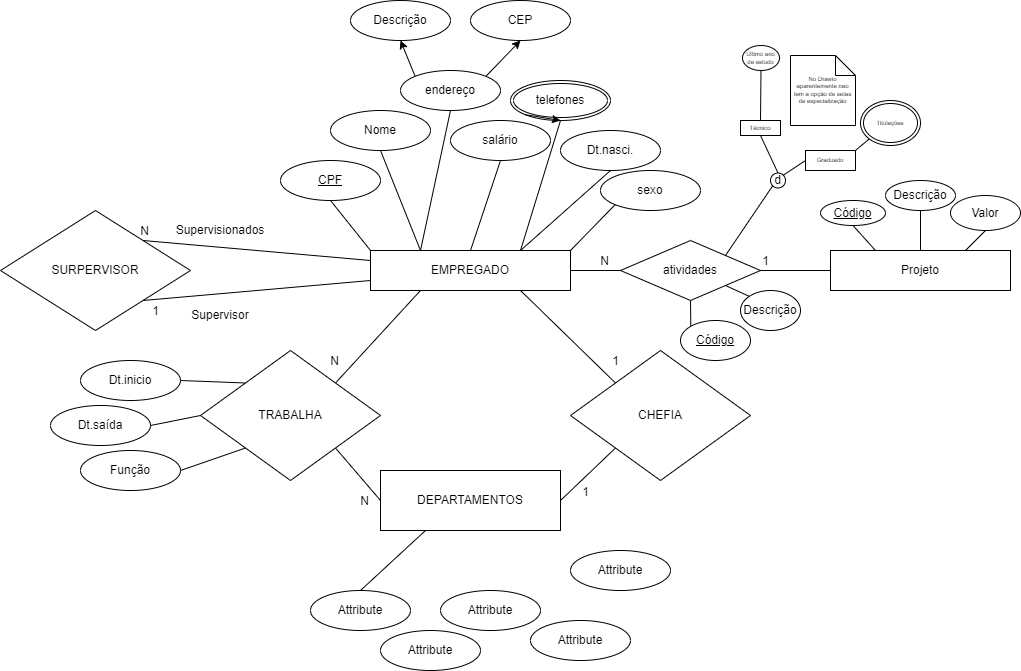 Descrição
CEP
endereço
telefones
Nome
salário
Dt.nasci.
CPF
sexo
Último ano
de estudo
No Drawio
aparentemente nao
tem a opção de setas
de especialização
Técnico
Titulações
Graduado
d
Código
Descrição
Valor
N
Supervisionados
SURPERVISOR
EMPREGADO
N
atividades
1
Projeto
1
Supervisor
Descrição
Código
N
1
Dt.inicio
Dt.saída
Função
TRABALHA
CHEFIA
N
DEPARTAMENTOS
1
Attribute
Attribute
Attribute
Attribute
Attribute